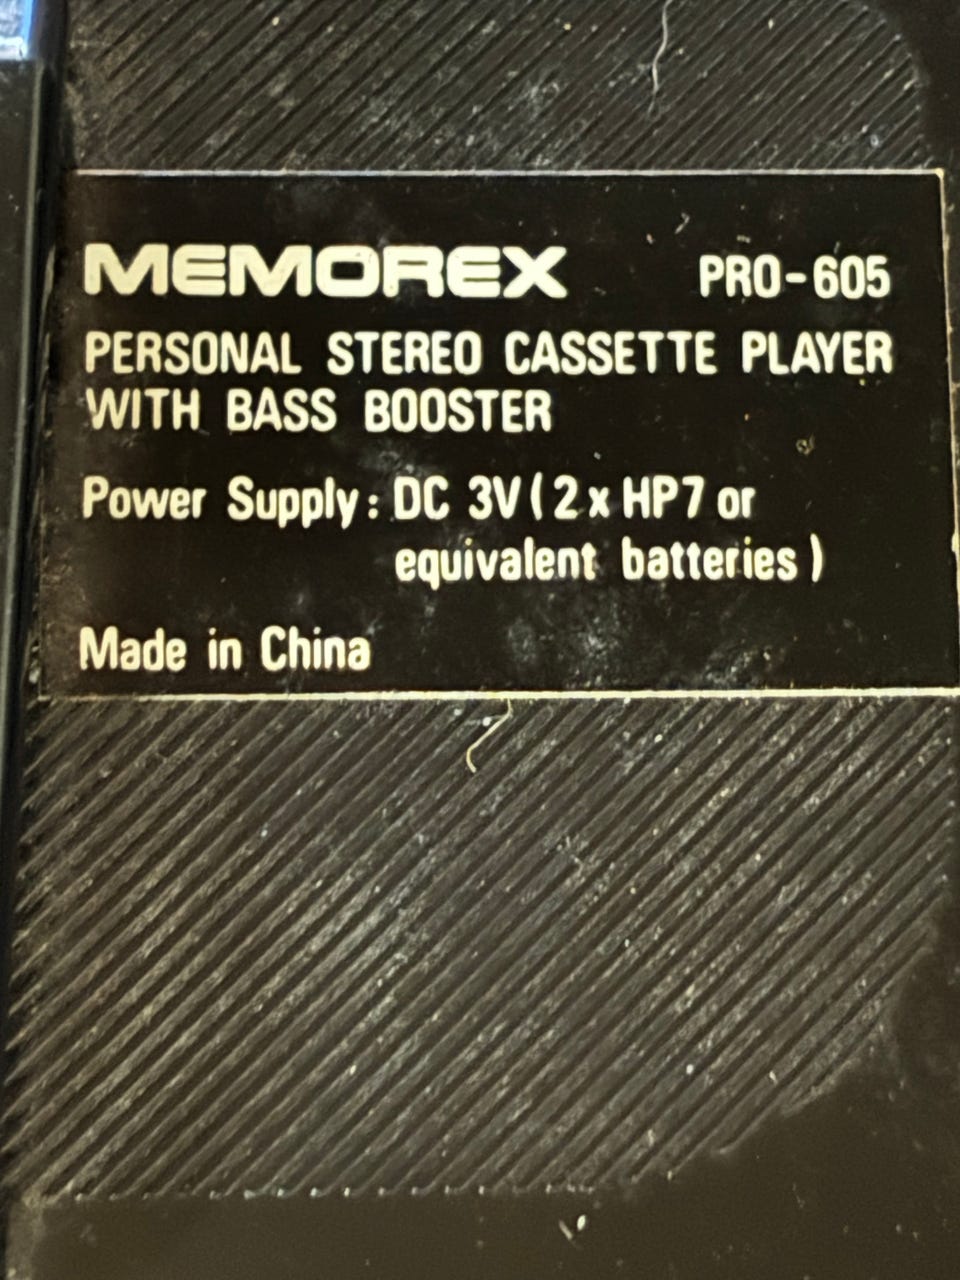 MEMOREX PRO-605
PERSONAL STEREO CASSETTE PLAYER
WITH BASS BOOSTER
Power Supply: DC 3V (2 x HP7 or
equivalent batteries)
Made in China